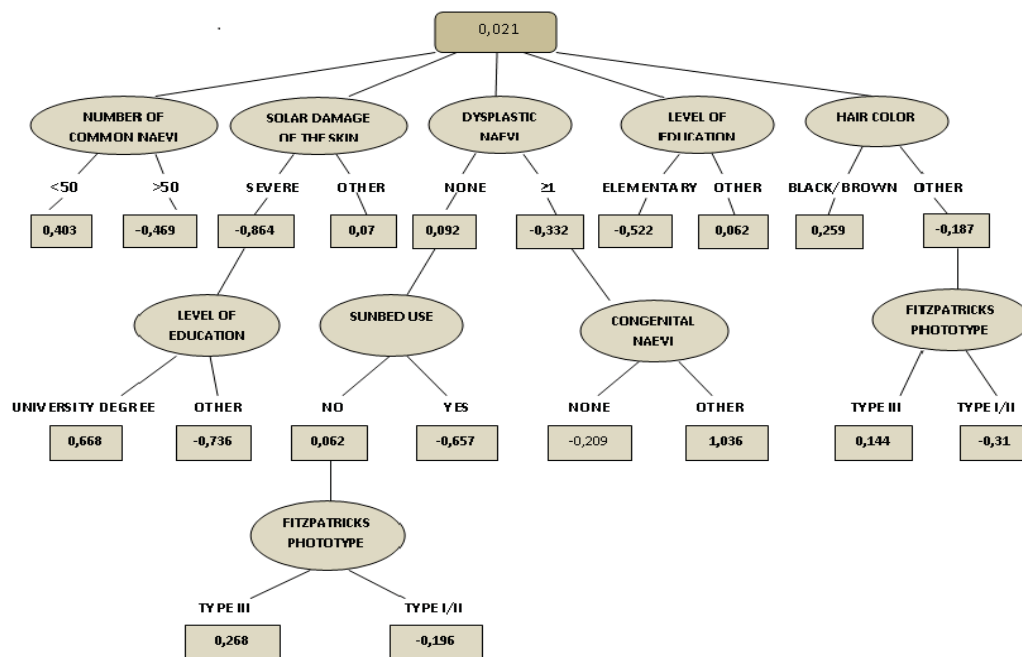 0,021
NUMBER OF
COMMON NAEVI
SOLAR DAMAGE
OF THE SKIN
DYSPLASTIC
NAEVI
LEVEL OF
EDUCATION
HAIR COLOR
<50
>50
SEVERE
OTHER
NONE
≥1
ELEMENTARY
OTHER
BLACK/BROWN
OTHER
0,403
-0,469
-0,864
0,07
0,092
-0,332
-0,522
0,062
0,259
-0,187
LEVEL OF
EDUCATION
SUNBED USE
CONGENITAL
NAEVI
FITZPATRICKS
PHOTOTYPE
UNIVERSITY DEGREE
OTHER
NO
YES
NONE
OTHER
TYPE III
TYPE I/II
0,668
-0,736
0,062
-0,657
-0,209
1,036
0,144
-0,31
FITZPATRICKS
PHOTOTYPE
TYPE III
TYPE I/II
0,268
-0,196